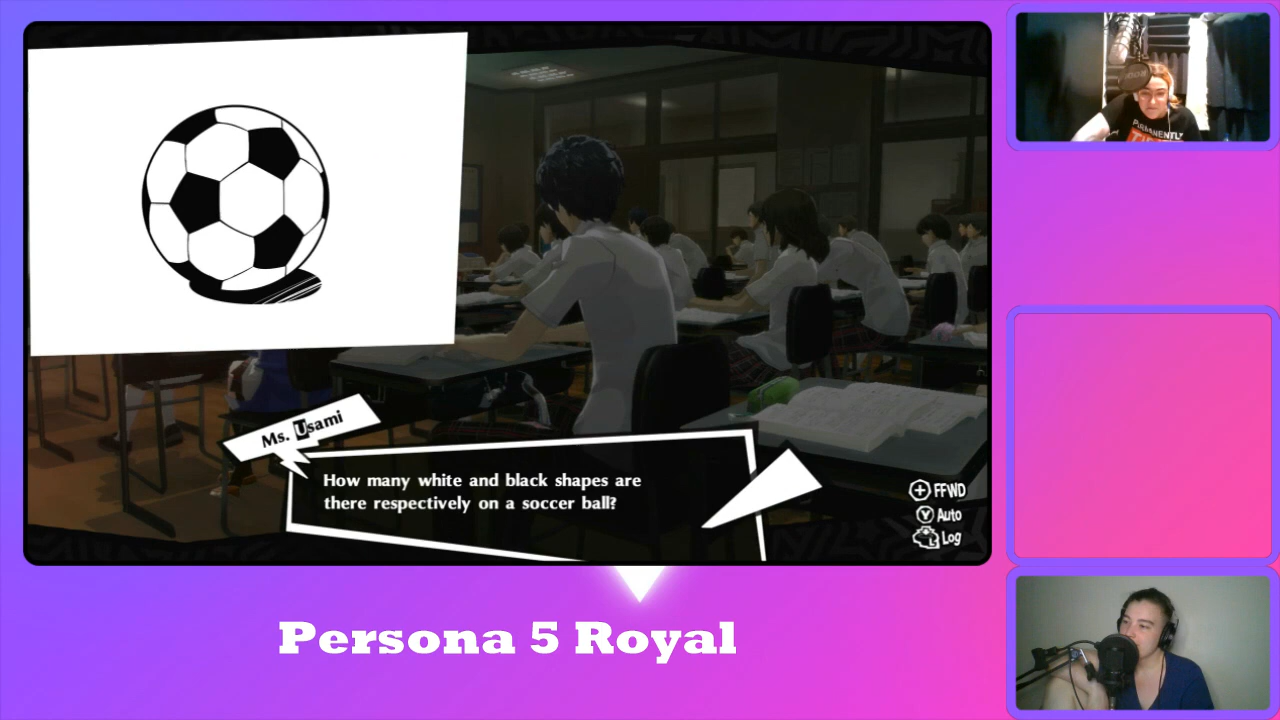 Ms. Usami
How many white and black shapes are
there respectively on a soccer ball?
FFWD
Y Auto
L Log
Persona 5 Royal
PERMANENTLY